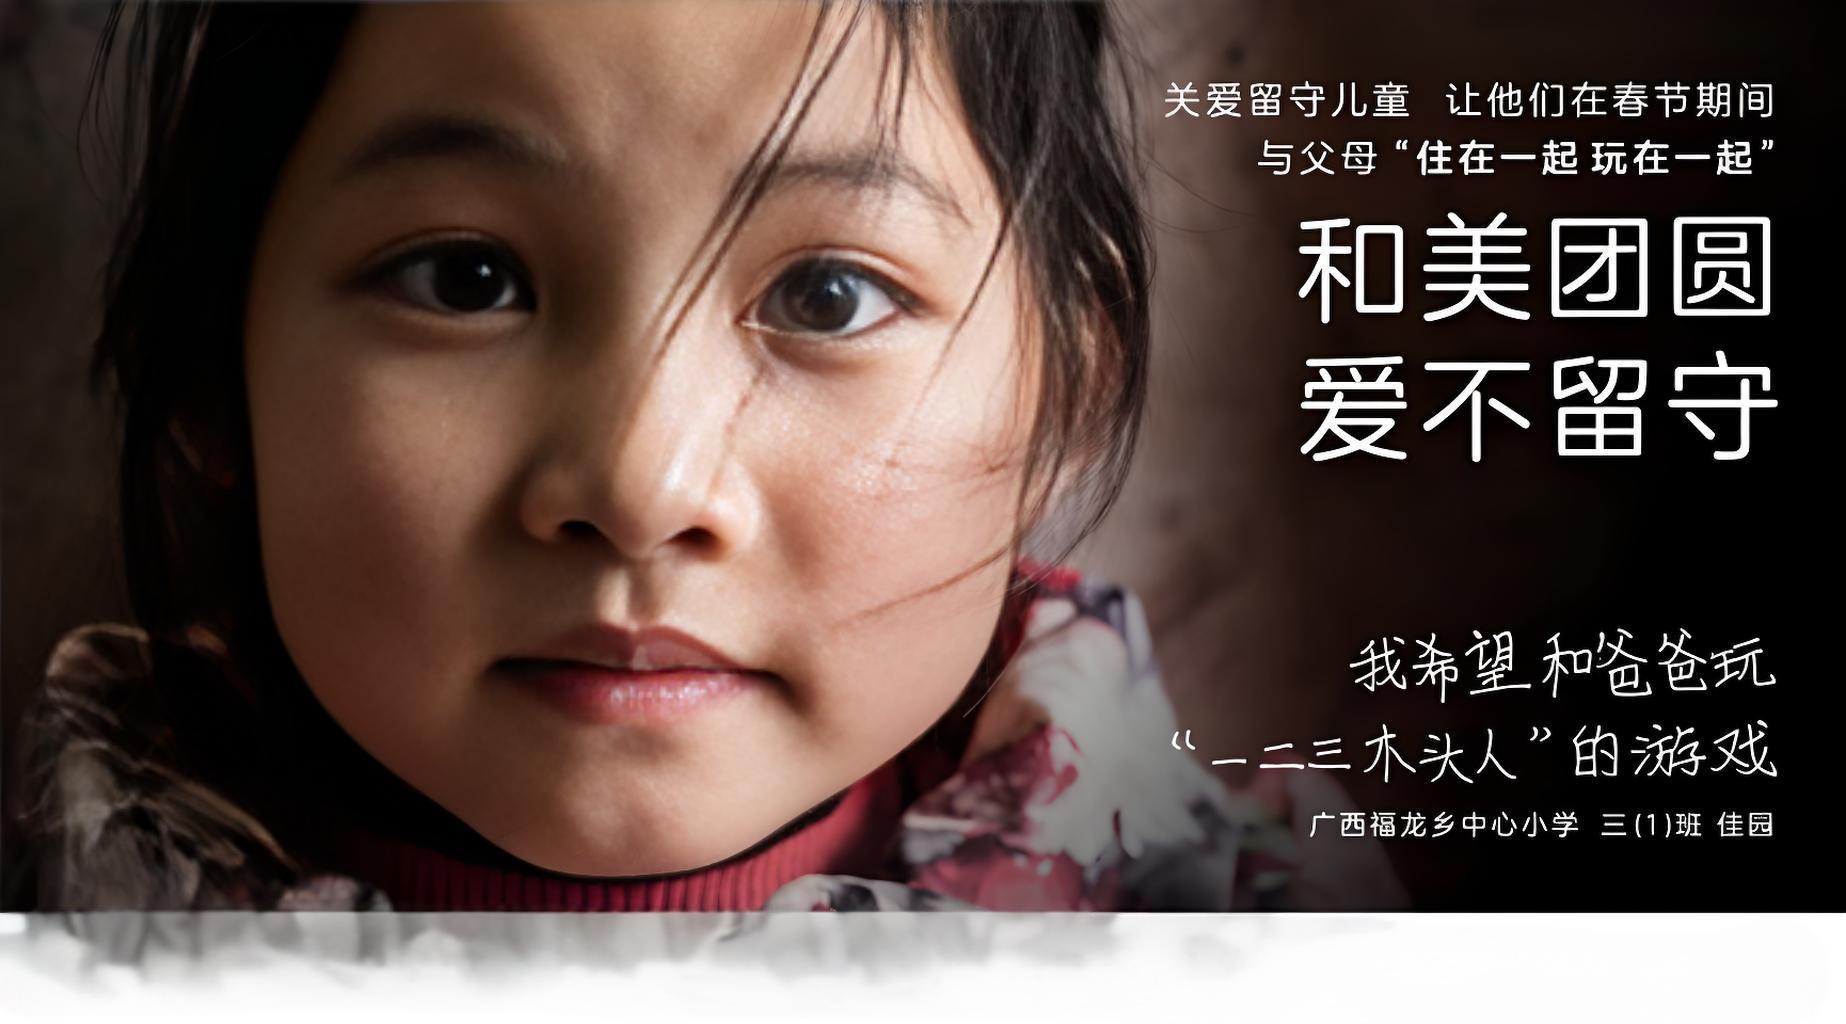 关爱留守儿童 让他们在春节期间
与父母“住在一起 玩在一起”
和美团圆
爱不留守
我希望和爸爸玩
“一二三木头人”的游戏
广西福龙乡中心小学 三(1)班 佳园